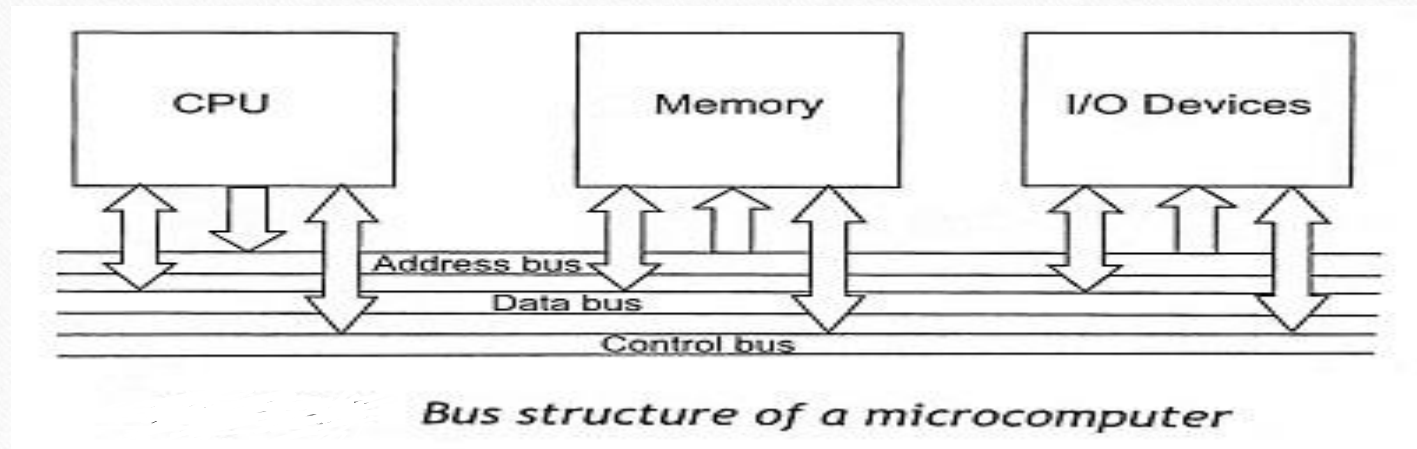 CPU
Memory
I/O Devices
Address bus
Data bus
Control bus
Bus structure of a microcomputer